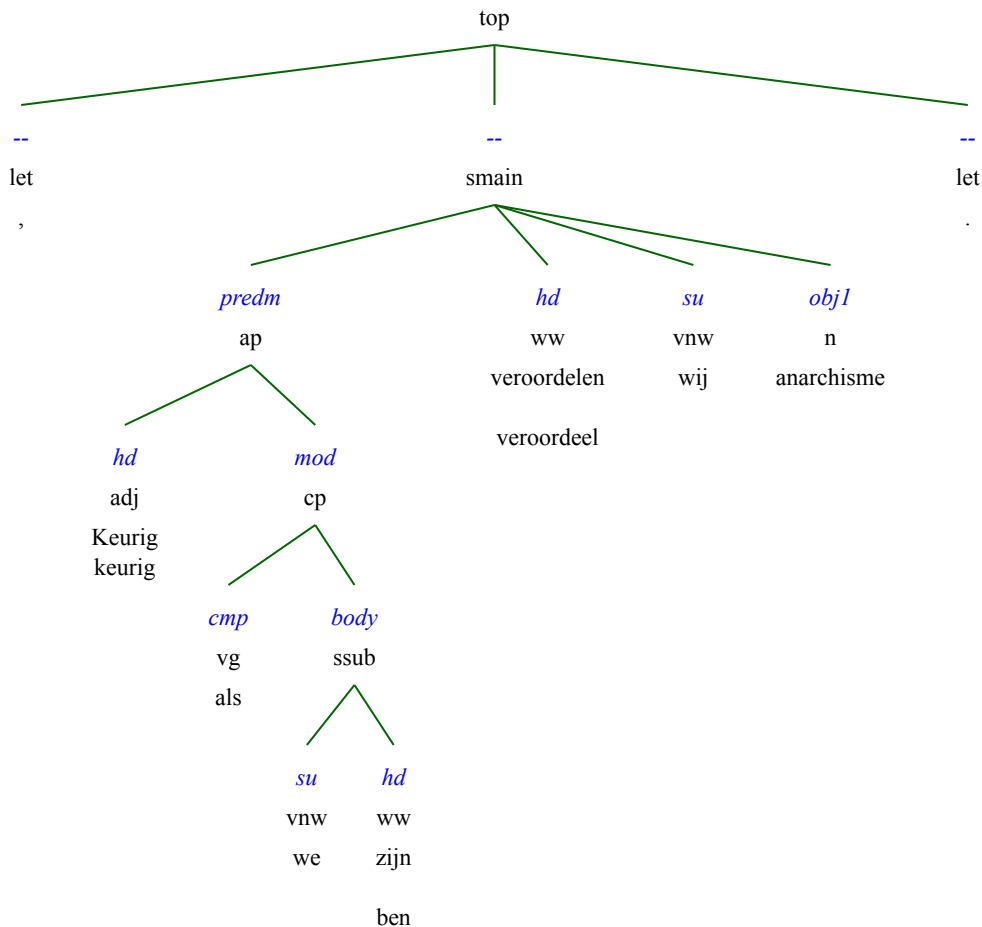 top
-- -- --
let smain let
, .
predm hd su obj1
ap ww vnw n
veroordelen wij anarchisme
veroordeel
hd mod
adj cp
Keurig
keurig
cmp body
vg ssub
als
su hd
vnw ww
we zijn
ben